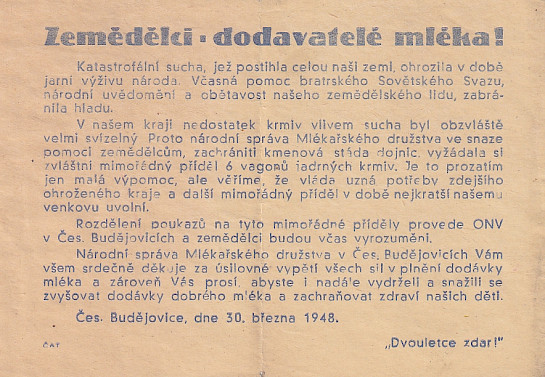 Zemědělci - dodavatelé mléka!
Katastrofální sucha, jež postihla celou naši zemi, ohrozila v době
jarní výživu národa. Včasná pomoc bratrského Sovětského Svazu,
národní uvědomění a obětavost našeho zemědělského lidu, zabrá-
nila hladu.
V našem kraji nedostatek krmiv vlivem sucha byl obzvláště
velmi svízelný. Proto národní správa Mlékařského družstva ve snaze
pomoci zemědělcům, zachrániti kmenová stáda dojnic, vyžádala si
zvláštní mimořádný příděl 6 vagonů jadrných krmiv. Je to prozatím
jen malá výpomoc, ale věříme, že vláda uzná potřeby zdejšího
ohroženého kraje a další mimořádný příděl v době nejkratší našemu
venkovu uvolní.
Rozdělení poukazů na tyto mimořádné příděly provede ONV
v Čes. Budějovicích a zemědělci budou včas vyrozuměni.
Národní správa Mlékařského družstva v Čes. Budějovicích Vám
všem srdečně děkuje za úsilovné vypětí všech sil v plnění dodávky
mléka a zároveň Vás prosí, abyste i nadále vydrželi a snažili se
zvyšovat dodávky dobrého mléka a zachraňovat zdraví našich dětí.
Čes. Budějovice, dne 30. března 1948.
ČAT „Dvouletce zdar!"